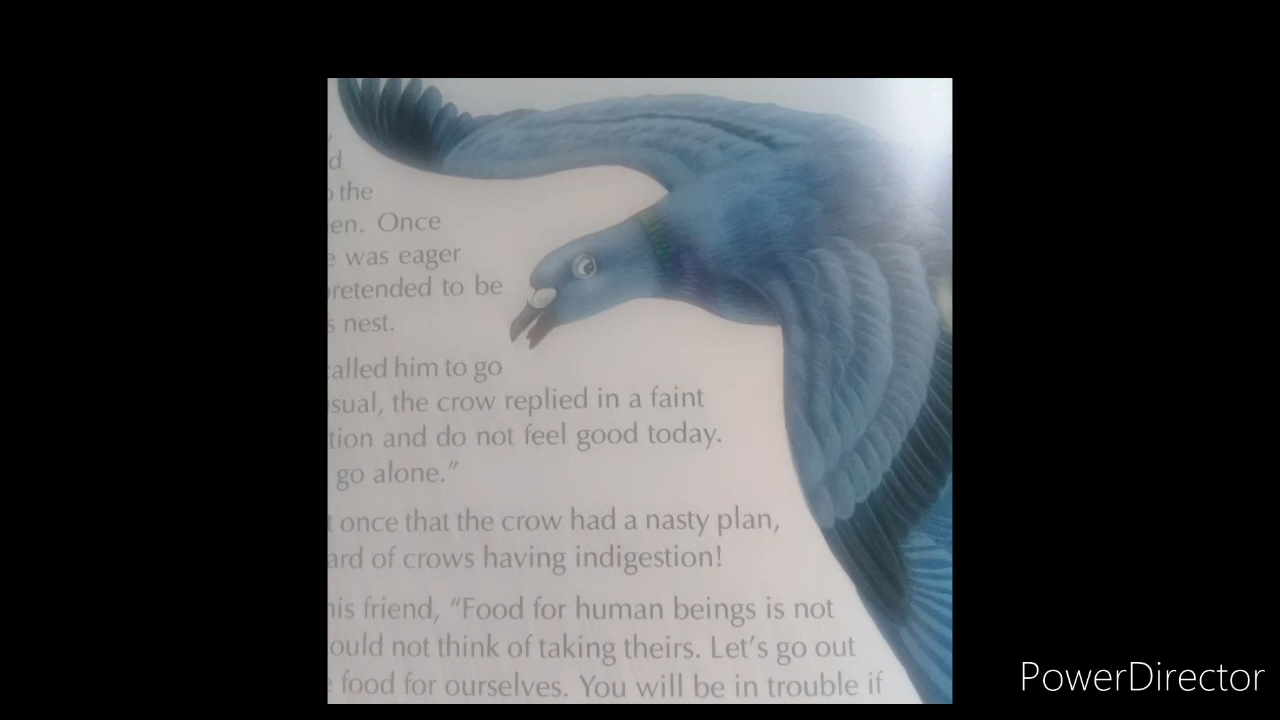 d
the
en. Once
was eager
retended to be
s nest.
alled him to go
sual, the crow replied in a faint
tion and do not feel good today.
go alone."
t once that the crow had a nasty plan,
ard of crows having indigestion!
his friend, "Food for human beings is not
ould not think of taking theirs. Let's go out
food for ourselves. You will be in trouble if
PowerDirector